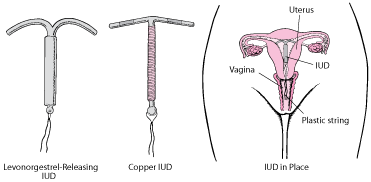 Uterus
IUD
Vagina
Plastic string
Levonorgestrel-Releasing
IUD
Copper IUD
IUD in Place